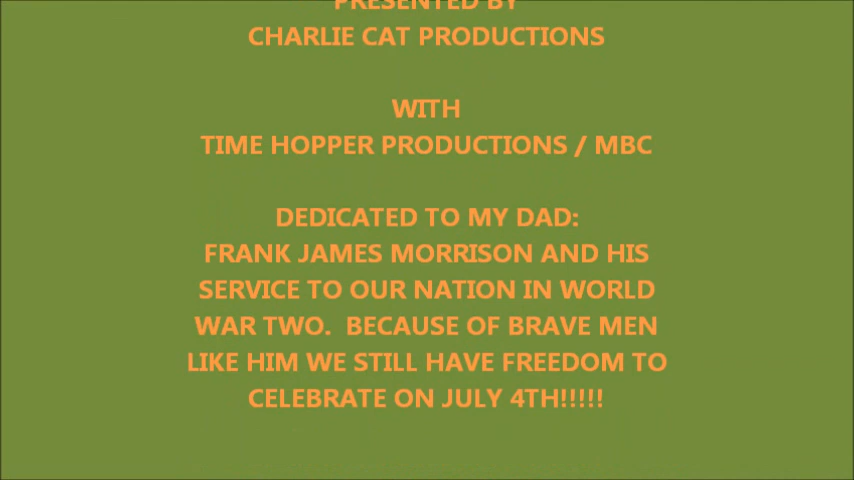 PRESENTED BY
CHARLIE CAT PRODUCTIONS
WITH
TIME HOPPER PRODUCTIONS / MBC
DEDICATED TO MY DAD:
FRANK JAMES MORRISON AND HIS
SERVICE TO OUR NATION IN WORLD
WAR TWO.  BECAUSE OF BRAVE MEN
LIKE HIM WE STILL HAVE FREEDOM TO
CELEBRATE ON JULY 4TH!!!!!